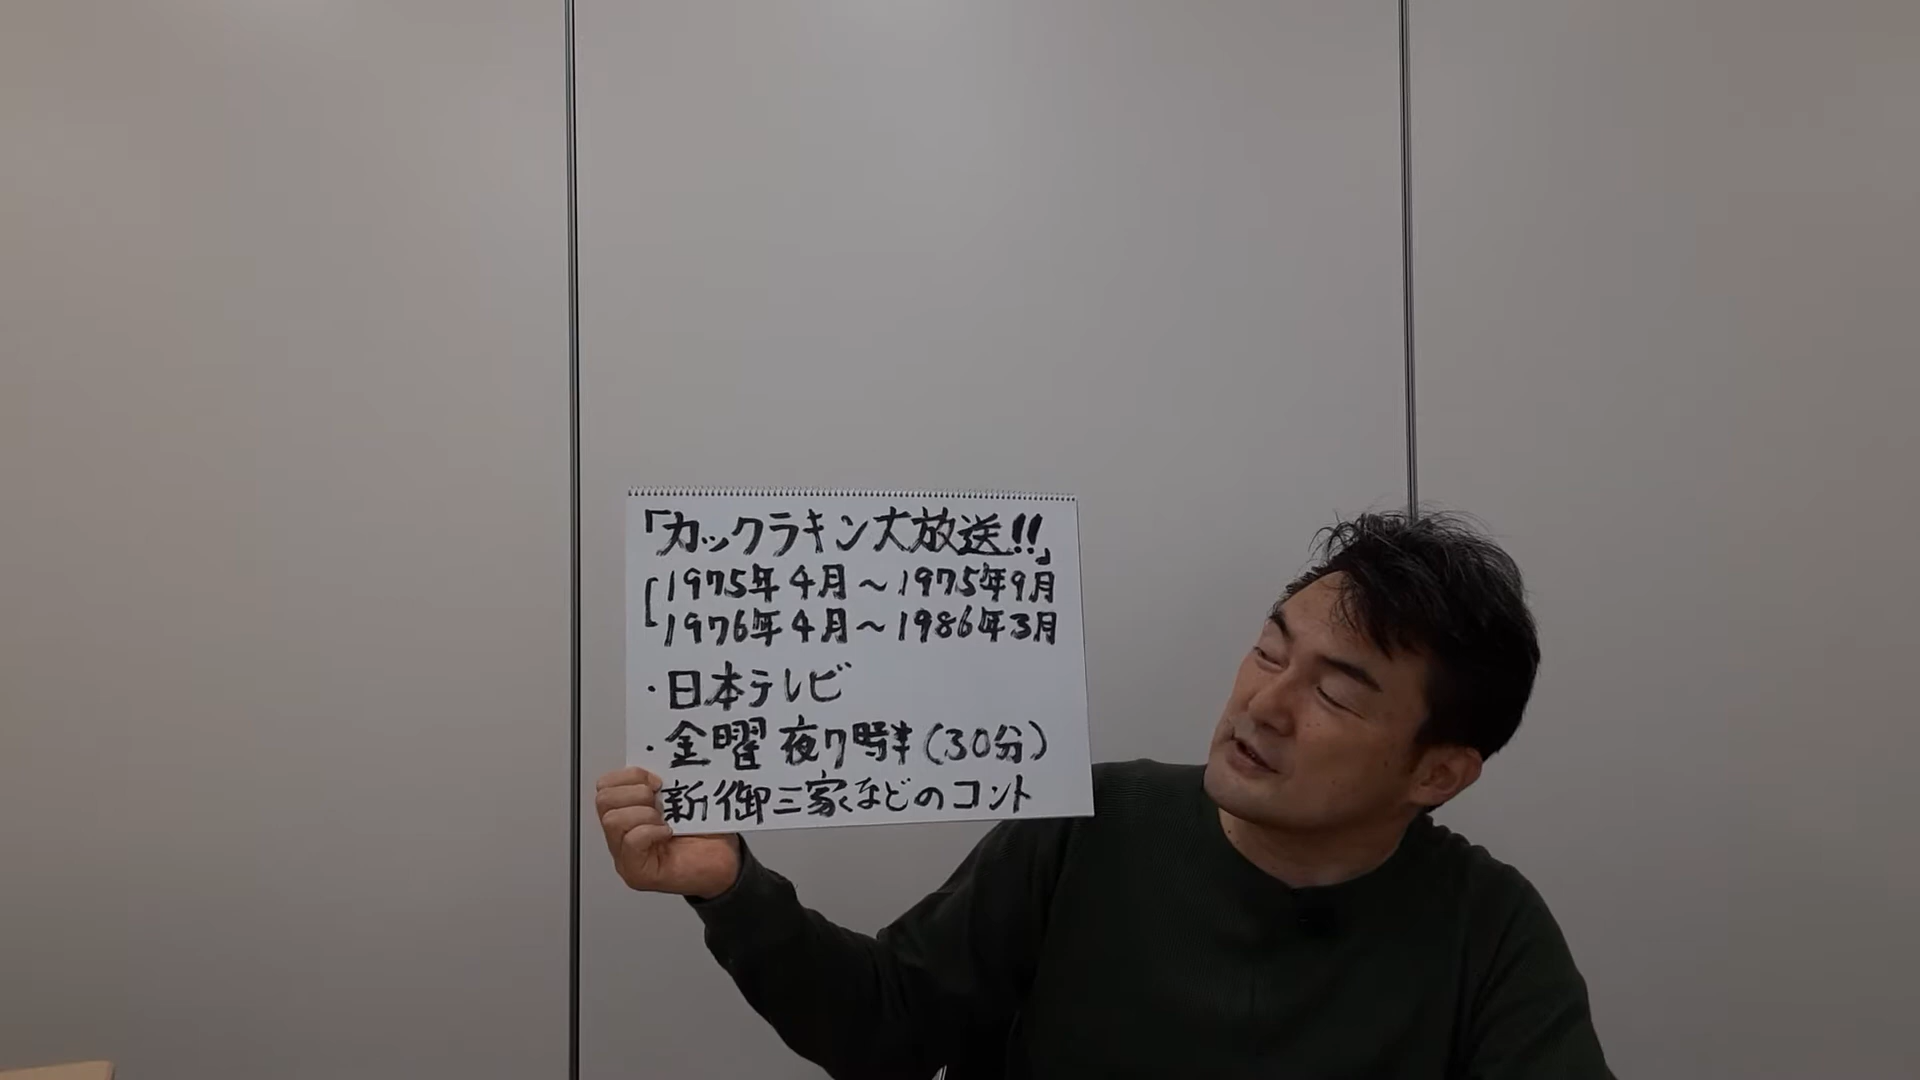 「カックラキン大放送!!」
1975年4月～1975年9月
1976年4月～1986年3月
・日本テレビ
・金曜 夜7時半(30分)
新御三家などのコント